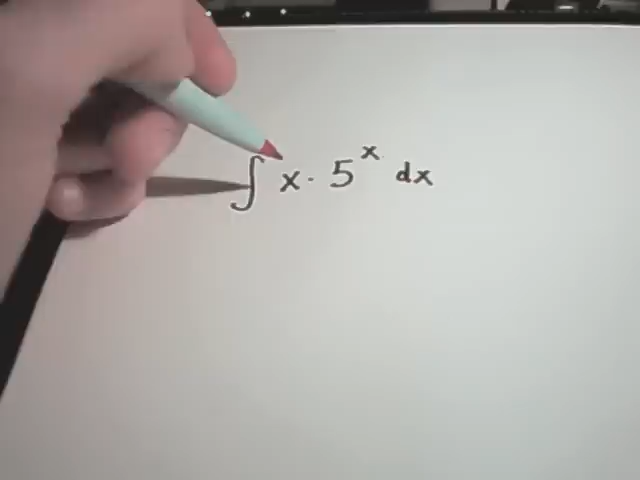 ∫ x · 5^x dx